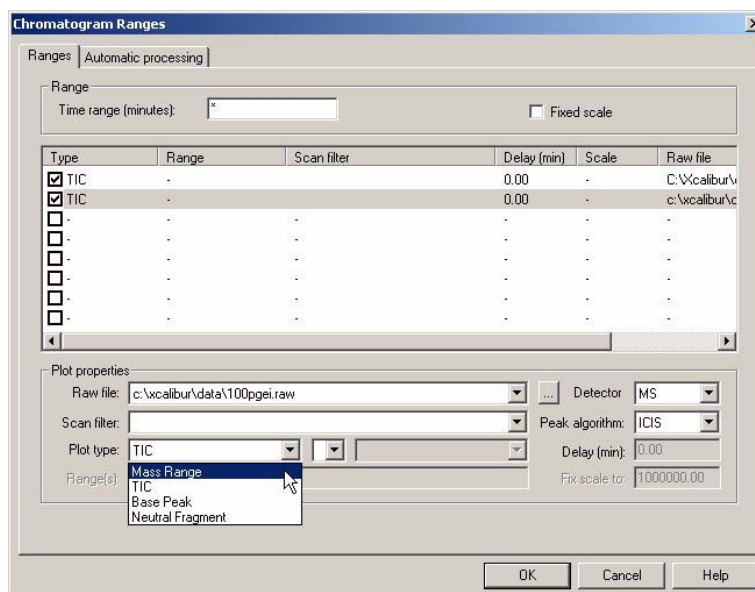 Chromatogram Ranges
Ranges Automatic processing
Range
Time range (minutes): * Fixed scale
Type Range Scan filter Delay (min) Scale Raw file
TIC - 0.00 - C:\Xcalibur\
TIC - 0.00 - c:\xcalibur\
- - - - - -
- - - - - -
- - - - - -
- - - - - -
- - - - - -
- - - - - -
Plot properties
Raw file: c:\xcalibur\data\100pgei.raw ... Detector MS
Scan filter: Peak algorithm: ICIS
Plot type: TIC Delay (min): 0.00
Range(s): Fix scale to: 1000000.00
Mass Range
TIC
Base Peak
Neutral Fragment
OK Cancel Help